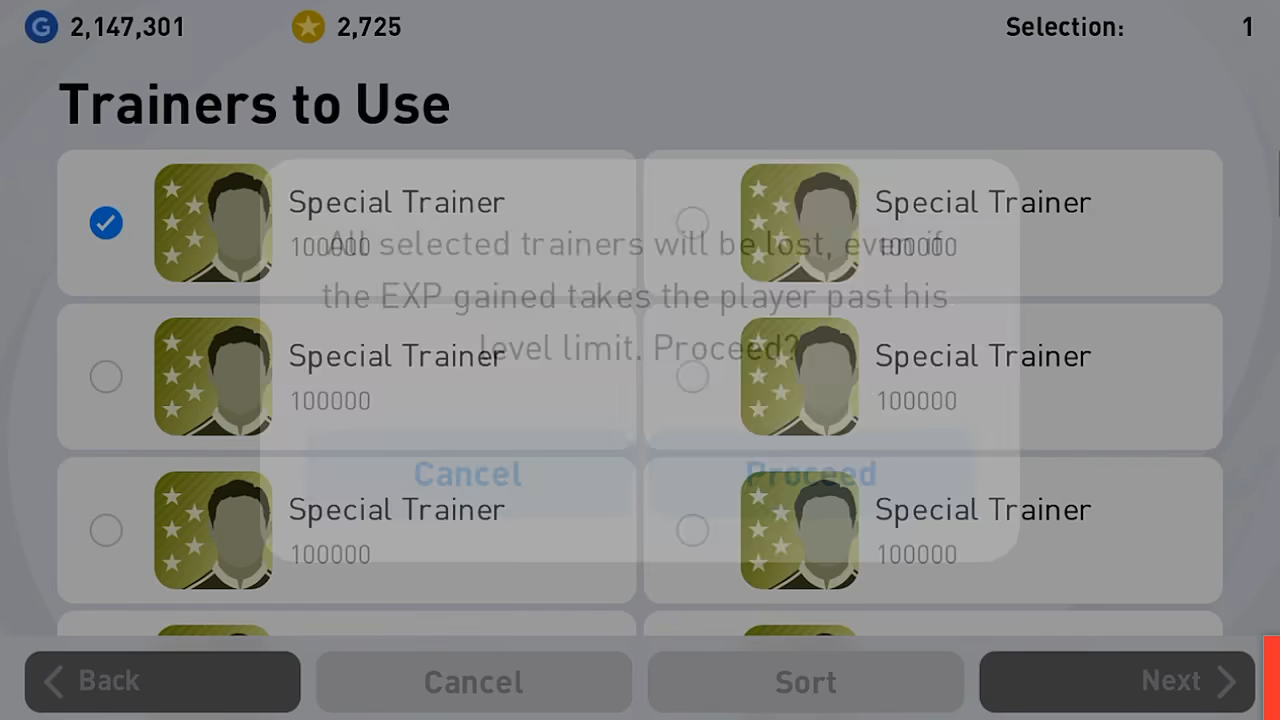 G 2,147,301
2,725
Selection: 1
Trainers to Use
Special Trainer
100000
Special Trainer
100000
All selected trainers will be lost, even if
the EXP gained takes the player past his
level limit. Proceed?
Special Trainer
100000
Special Trainer
100000
Cancel
Proceed
Special Trainer
100000
Special Trainer
100000
Back
Cancel
Sort
Next